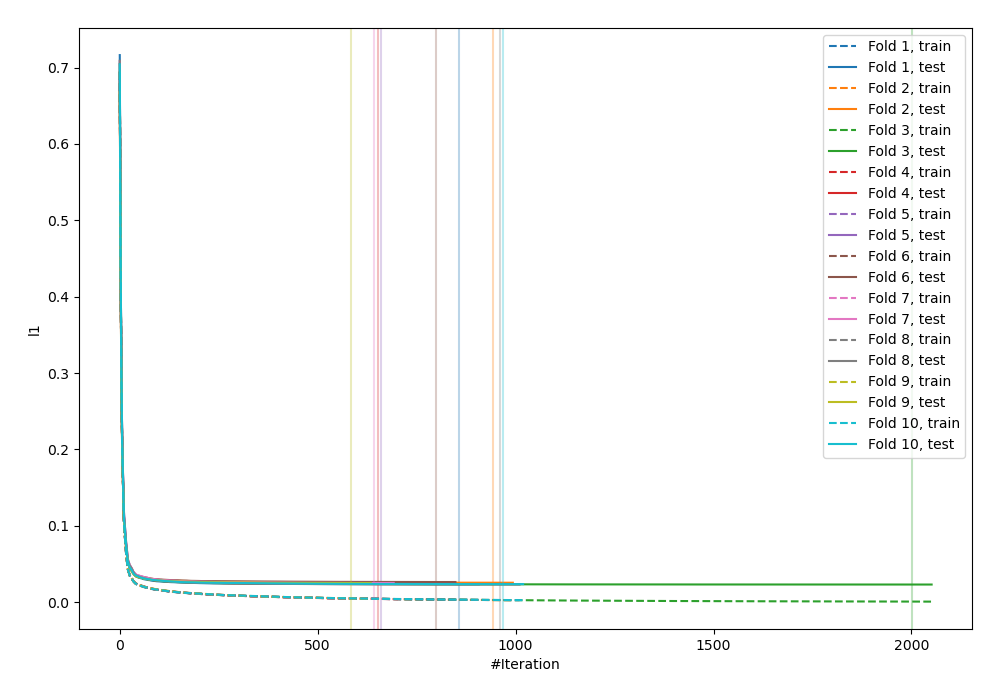 0.7
0.6
0.5
0.4
0.3
0.2
0.1
0.0
l1
0
500
1000
1500
2000
#Iteration
Fold 1, train
Fold 1, test
Fold 2, train
Fold 2, test
Fold 3, train
Fold 3, test
Fold 4, train
Fold 4, test
Fold 5, train
Fold 5, test
Fold 6, train
Fold 6, test
Fold 7, train
Fold 7, test
Fold 8, train
Fold 8, test
Fold 9, train
Fold 9, test
Fold 10, train
Fold 10, test